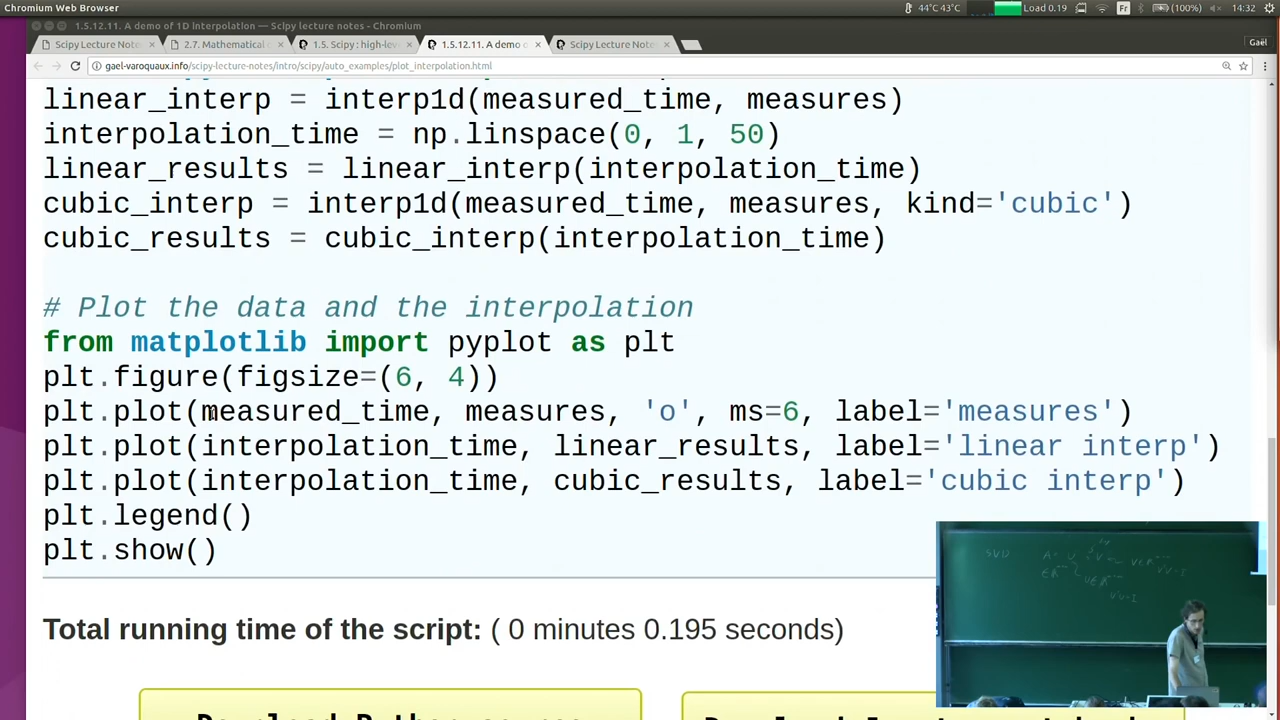 Chromium Web Browser
44°C 43°C
Load 0.19
Fr
(100%)
14:32
1.5.12.11. A demo of 1D interpolation — Scipy lecture notes - Chromium
Scipy Lecture Note
2.7. Mathematical
1.5. Scipy : high-lev
1.5.12.11. A demo o
Scipy Lecture Note
Gaël
gael-varoquaux.info/scipy-lecture-notes/intro/scipy/auto_examples/plot_interpolation.html
linear_interp = interp1d(measured_time, measures)
interpolation_time = np.linspace(0, 1, 50)
linear_results = linear_interp(interpolation_time)
cubic_interp = interp1d(measured_time, measures, kind='cubic')
cubic_results = cubic_interp(interpolation_time)
# Plot the data and the interpolation
from matplotlib import pyplot as plt
plt.figure(figsize=(6, 4))
plt.plot(measured_time, measures, 'o', ms=6, label='measures')
plt.plot(interpolation_time, linear_results, label='linear interp')
plt.plot(interpolation_time, cubic_results, label='cubic interp')
plt.legend()
plt.show()
SVD
Total running time of the script: ( 0 minutes 0.195 seconds)